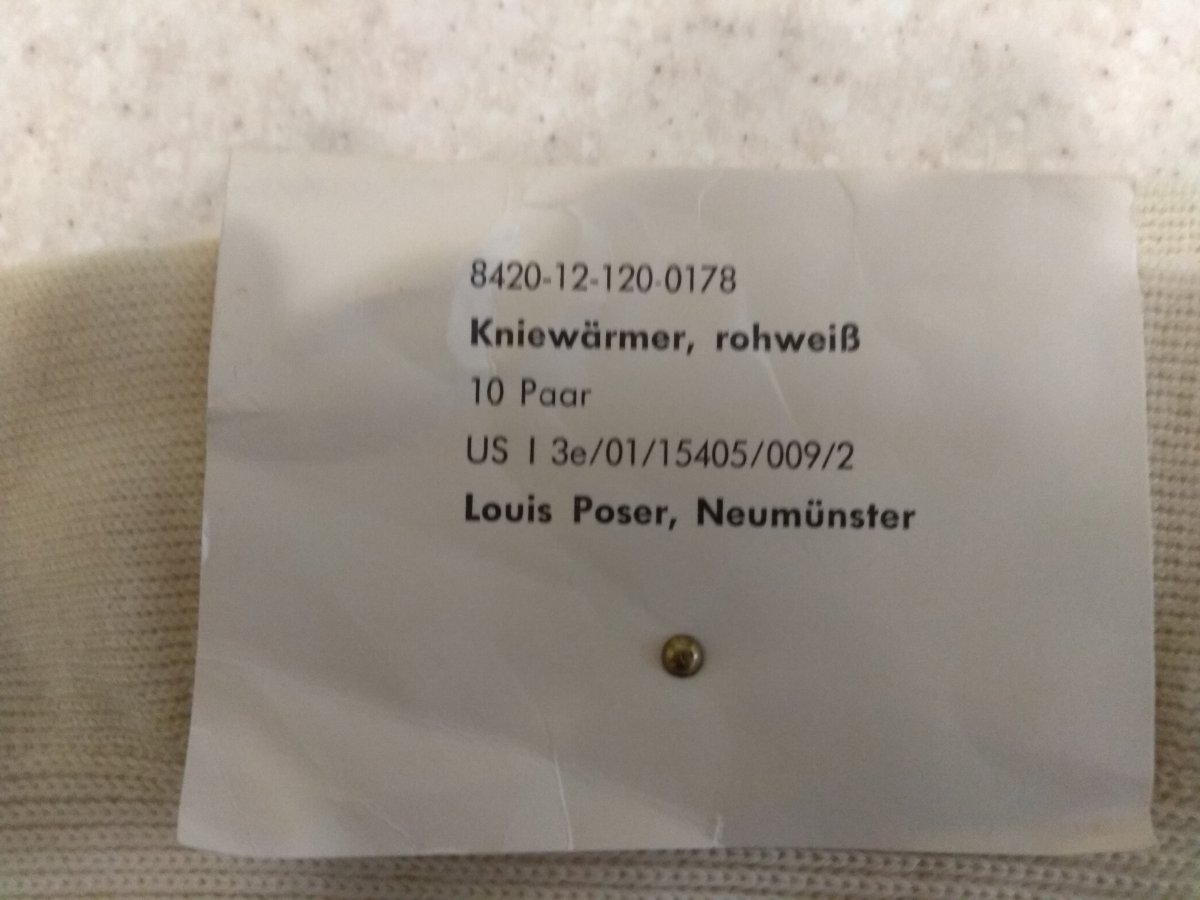 8420-12-120-0178
Kniewärmer, rohweiß
10 Paar
US I 3e/01/15405/009/2
Louis Poser, Neumünster